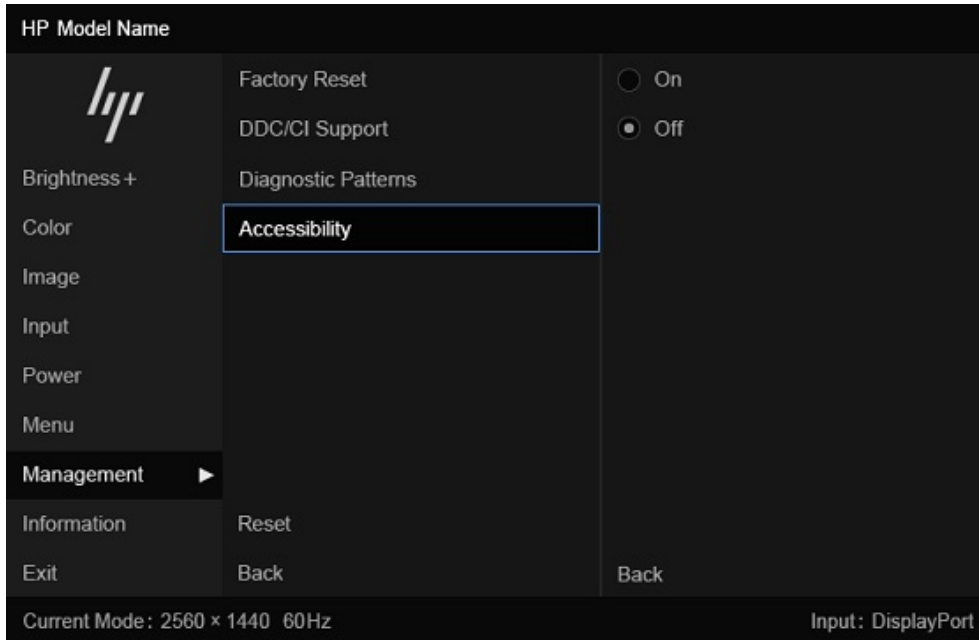 HP Model Name
hp
Brightness+
Color
Image
Input
Power
Menu
Management ►
Information
Exit
Factory Reset
DDC/CI Support
Diagnostic Patterns
Accessibility
Reset
Back
On
Off
Back
Current Mode: 2560 × 1440 60Hz
Input: DisplayPort